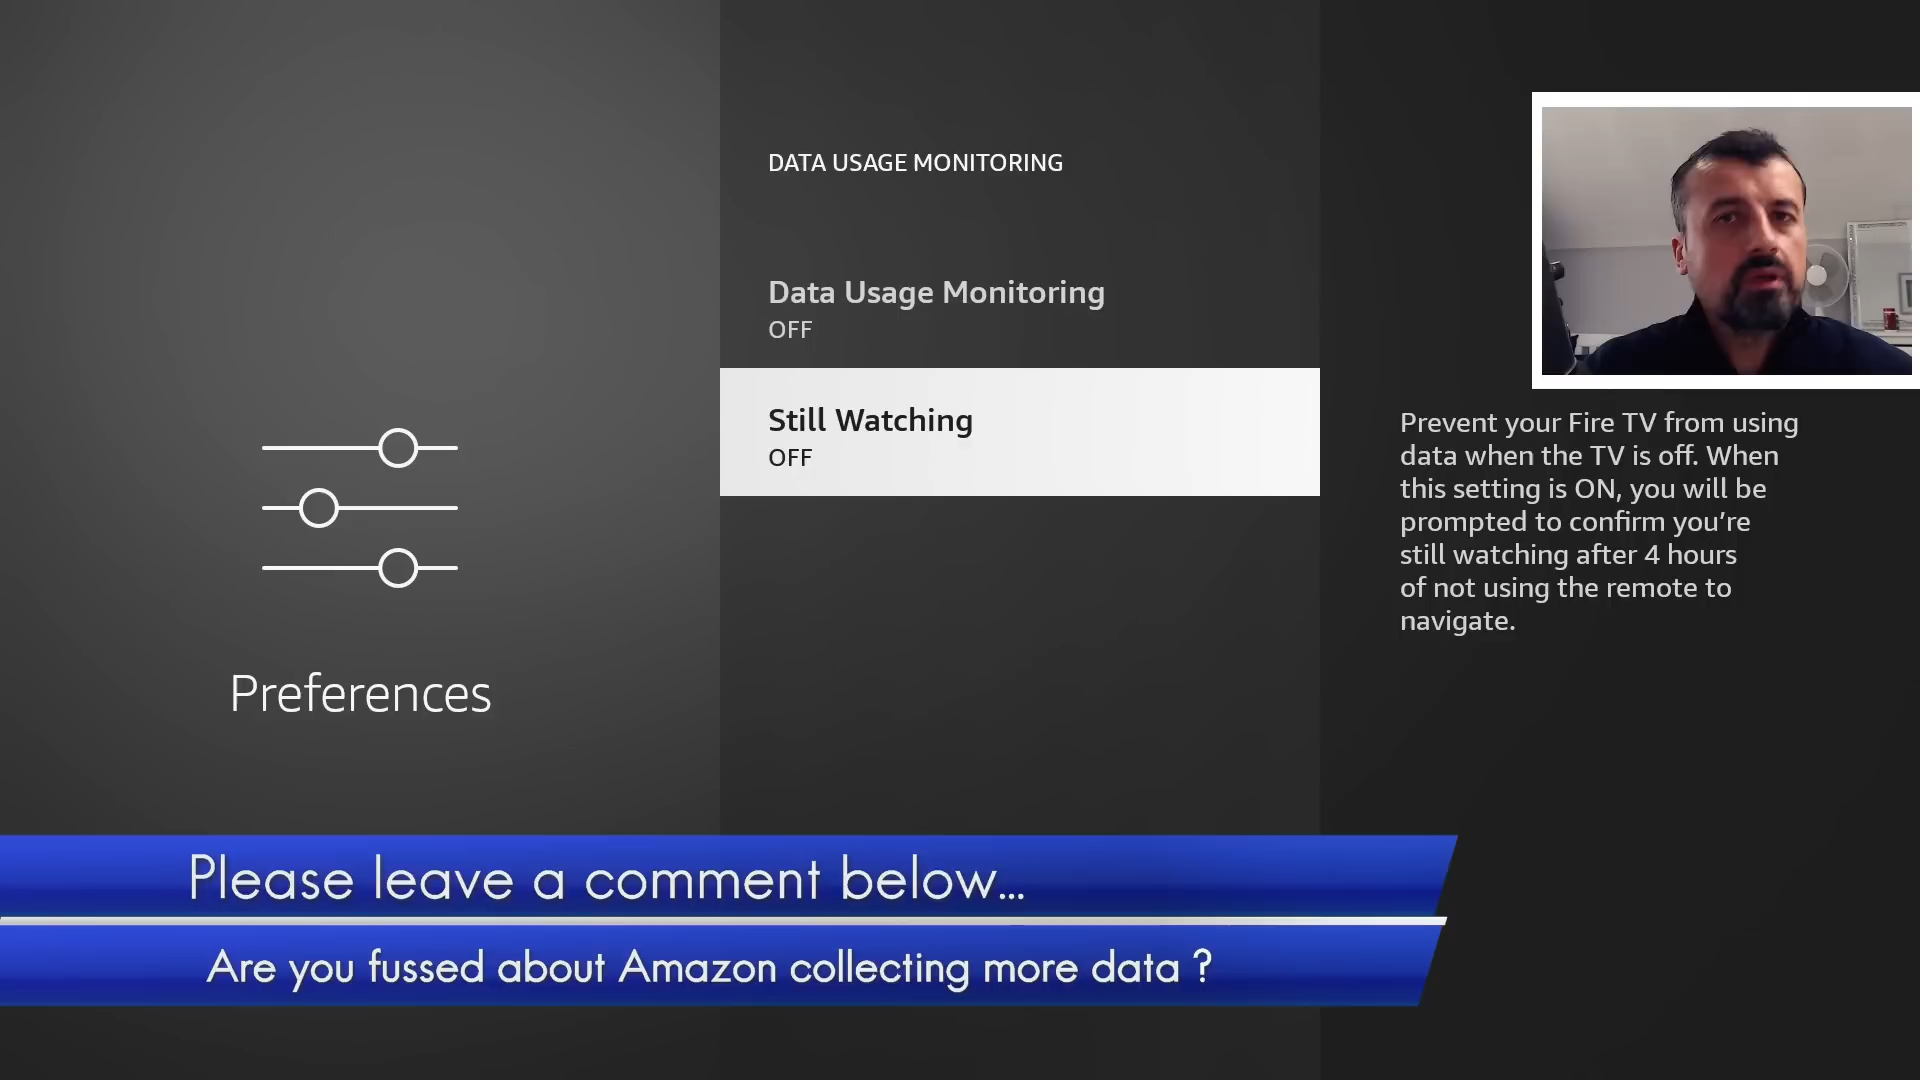 DATA USAGE MONITORING
Data Usage Monitoring
OFF
Still Watching
OFF
Prevent your Fire TV from using
data when the TV is off. When
this setting is ON, you will be
prompted to confirm you’re
still watching after 4 hours
of not using the remote to
navigate.
Preferences
Please leave a comment below...
Are you fussed about Amazon collecting more data ?